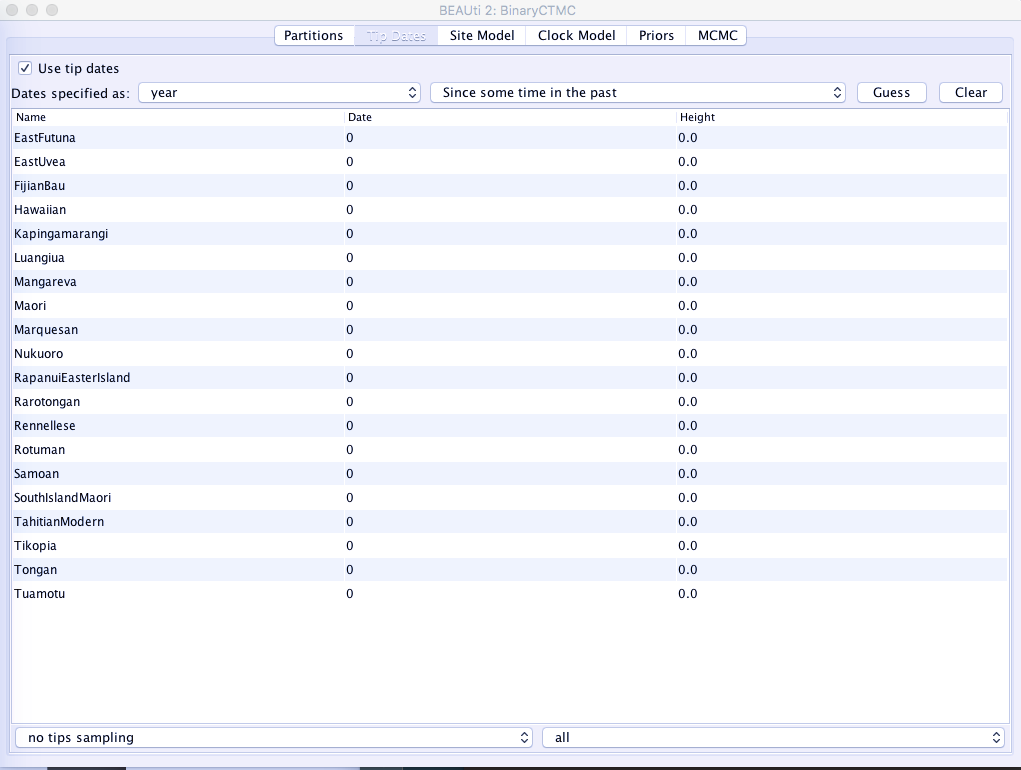 BEAUti 2: BinaryCTMC
Partitions Tip Dates Site Model Clock Model Priors MCMC
Use tip dates
Dates specified as: year Since some time in the past Guess Clear
Name Date Height
EastFutuna 0 0.0
EastUvea 0 0.0
FijianBau 0 0.0
Hawaiian 0 0.0
Kapingamarangi 0 0.0
Luangiua 0 0.0
Mangareva 0 0.0
Maori 0 0.0
Marquesan 0 0.0
Nukuoro 0 0.0
RapanuiEasterIsland 0 0.0
Rarotongan 0 0.0
Rennellese 0 0.0
Rotuman 0 0.0
Samoan 0 0.0
SouthIslandMaori 0 0.0
TahitianModern 0 0.0
Tikopia 0 0.0
Tongan 0 0.0
Tuamotu 0 0.0
no tips sampling all